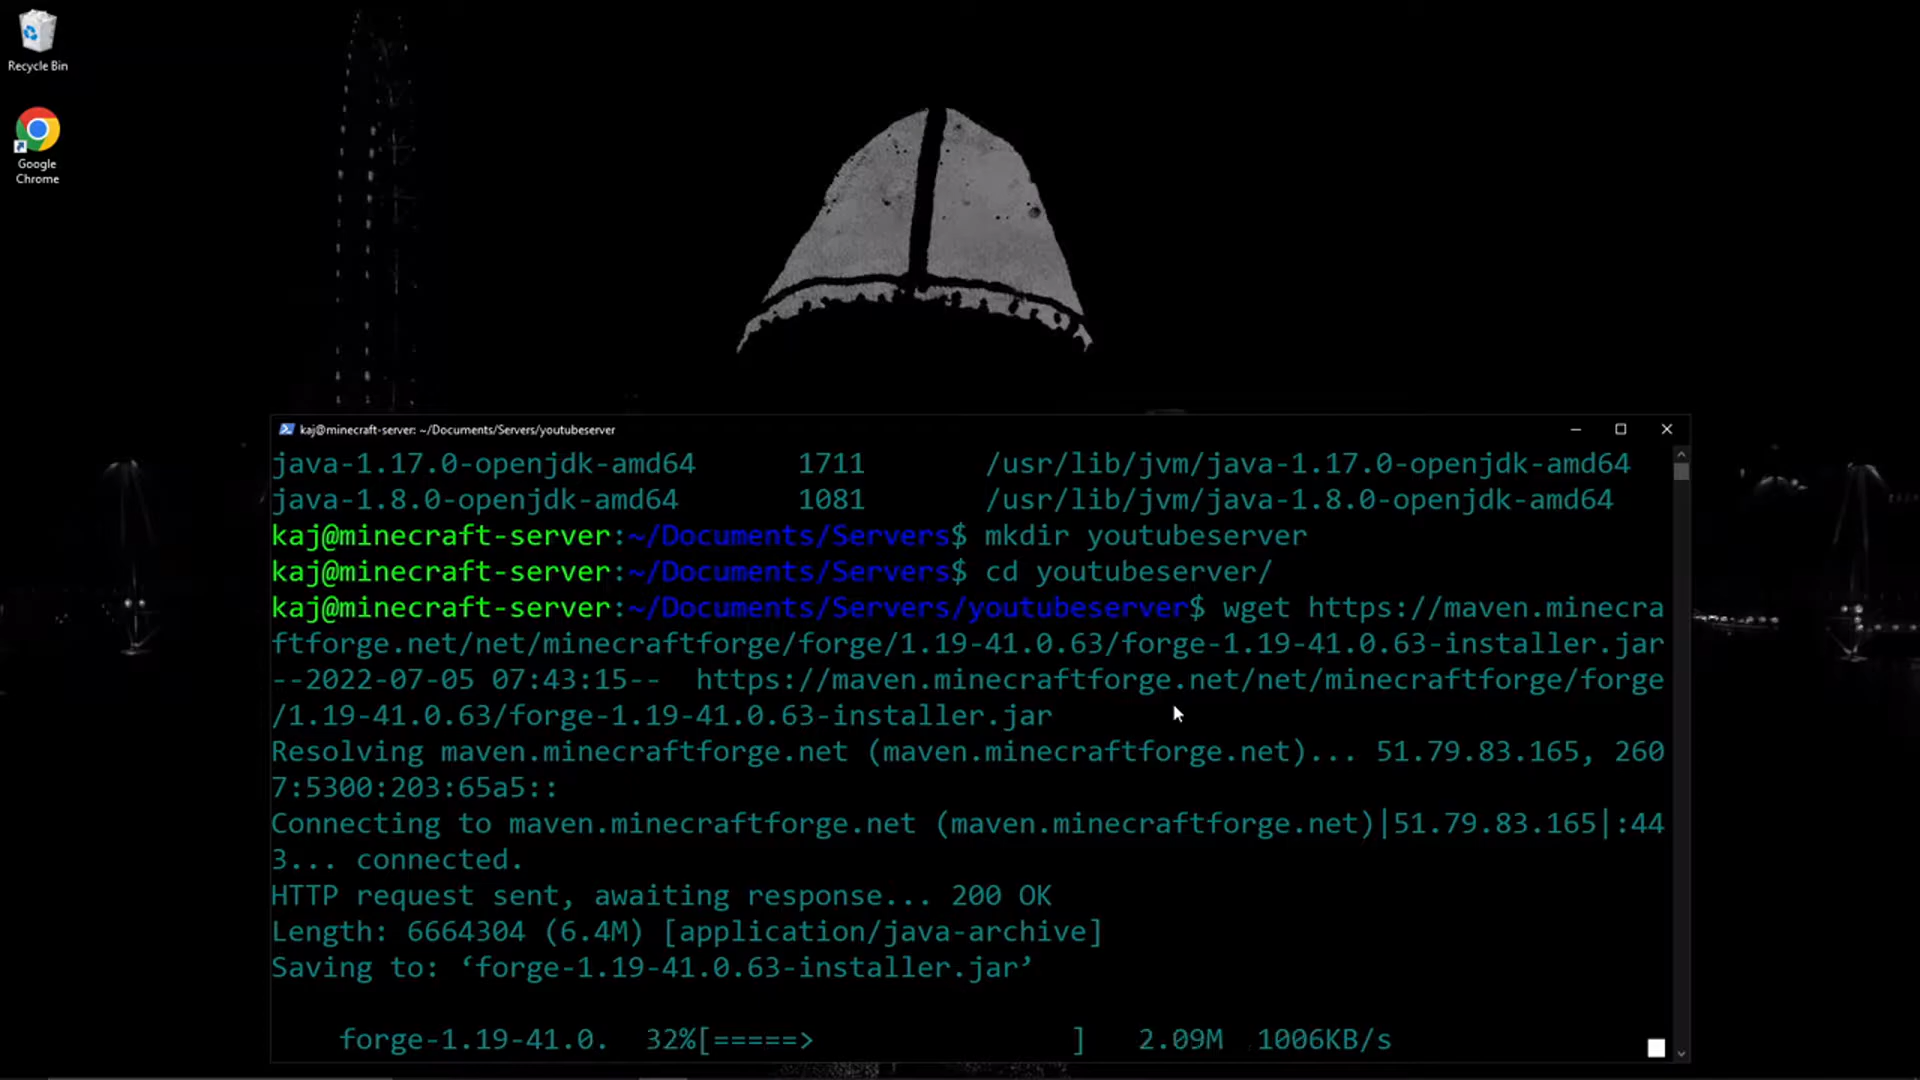 Recycle Bin
Google
Chrome
kaj@minecraft-server: ~/Documents/Servers/youtubeserver
java-1.17.0-openjdk-amd64 1711 /usr/lib/jvm/java-1.17.0-openjdk-amd64
java-1.8.0-openjdk-amd64 1081 /usr/lib/jvm/java-1.8.0-openjdk-amd64
kaj@minecraft-server:~/Documents/Servers$ mkdir youtubeserver
kaj@minecraft-server:~/Documents/Servers$ cd youtubeserver/
kaj@minecraft-server:~/Documents/Servers/youtubeserver$ wget https://maven.minecra
ftforge.net/net/minecraftforge/forge/1.19-41.0.63/forge-1.19-41.0.63-installer.jar
--2022-07-05 07:43:15-- https://maven.minecraftforge.net/net/minecraftforge/forge
/1.19-41.0.63/forge-1.19-41.0.63-installer.jar
Resolving maven.minecraftforge.net (maven.minecraftforge.net)... 51.79.83.165, 260
7:5300:203:65a5::
Connecting to maven.minecraftforge.net (maven.minecraftforge.net)|51.79.83.165|:44
3... connected.
HTTP request sent, awaiting response... 200 OK
Length: 6664304 (6.4M) [application/java-archive]
Saving to: ‘forge-1.19-41.0.63-installer.jar’
forge-1.19-41.0. 32%[=====> ] 2.09M 1006KB/s